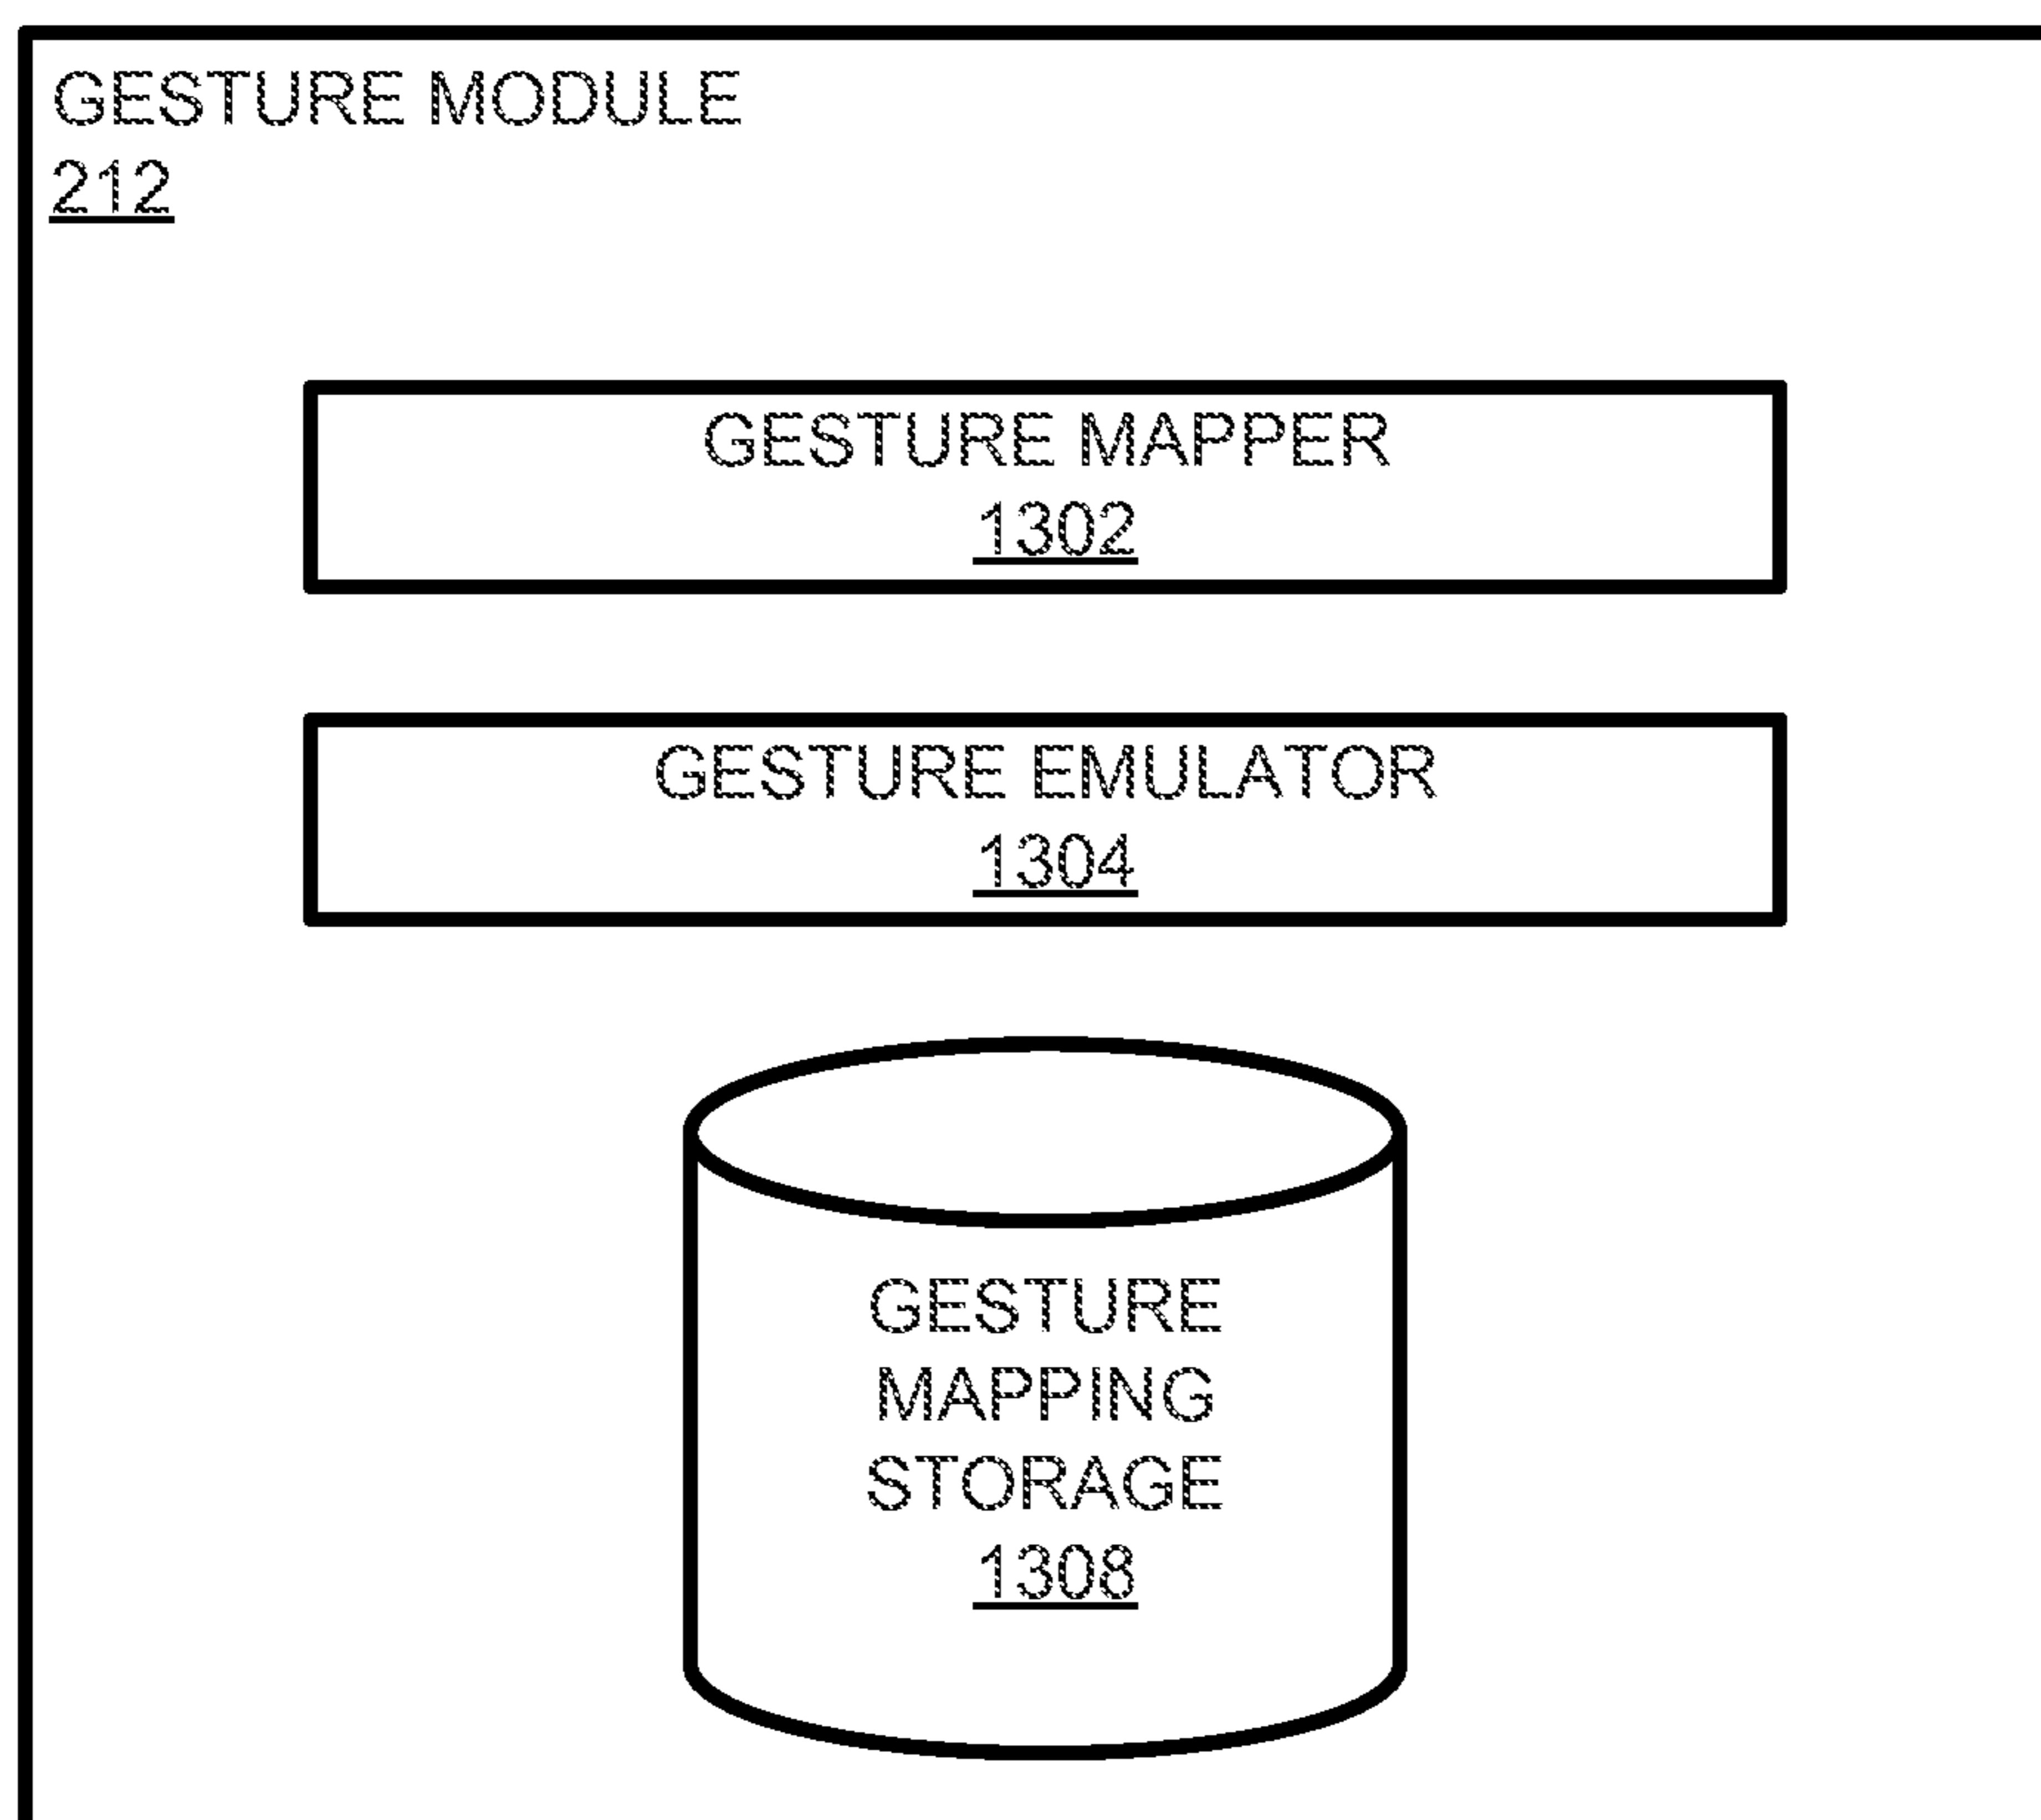 GESTURE MODULE
212
GESTURE MAPPER
1302
GESTURE EMULATOR
1304
GESTURE
MAPPING
STORAGE
1308